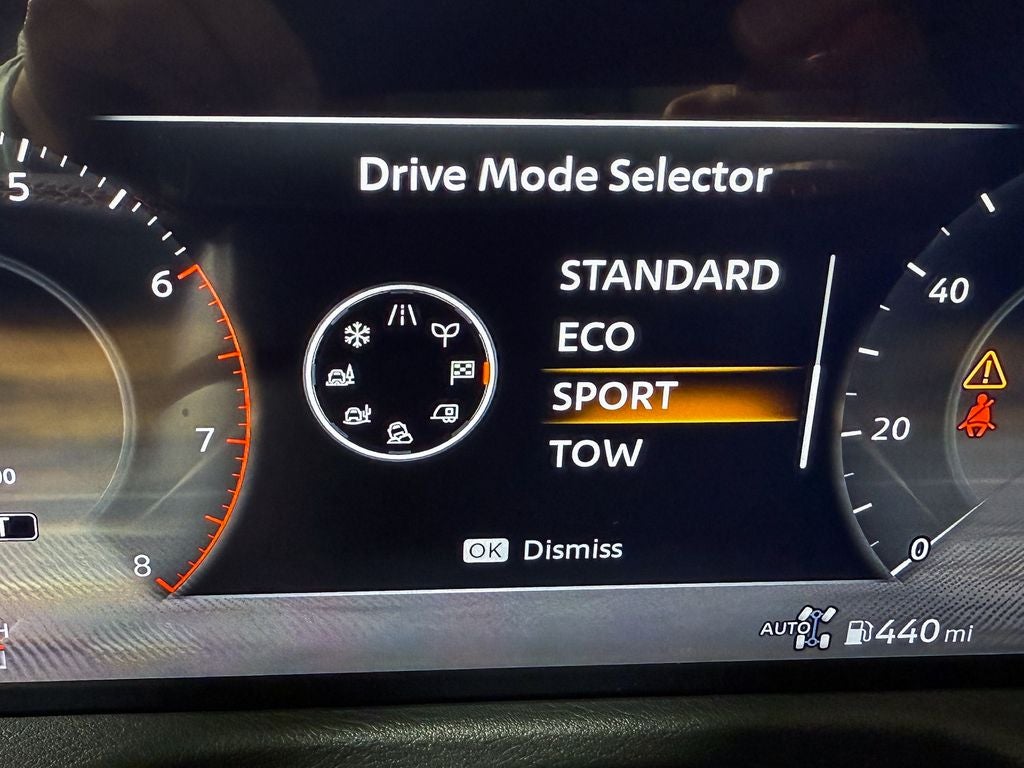 Drive Mode Selector
5
6
7
8
STANDARD
ECO
SPORT
TOW
OK Dismiss
40
20
0
AUTO
440 mi